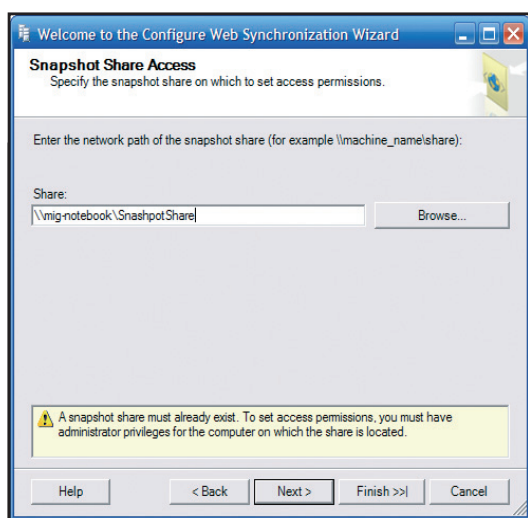 Welcome to the Configure Web Synchronization Wizard
Snapshot Share Access
Specify the snapshot share on which to set access permissions.
Enter the network path of the snapshot share (for example \\machine_name\share):
Share:
\\mig-notebook\SnashpotShare
Browse...
A snapshot share must already exist. To set access permissions, you must have
administrator privileges for the computer on which the share is located.
Help
< Back
Next >
Finish >>|
Cancel